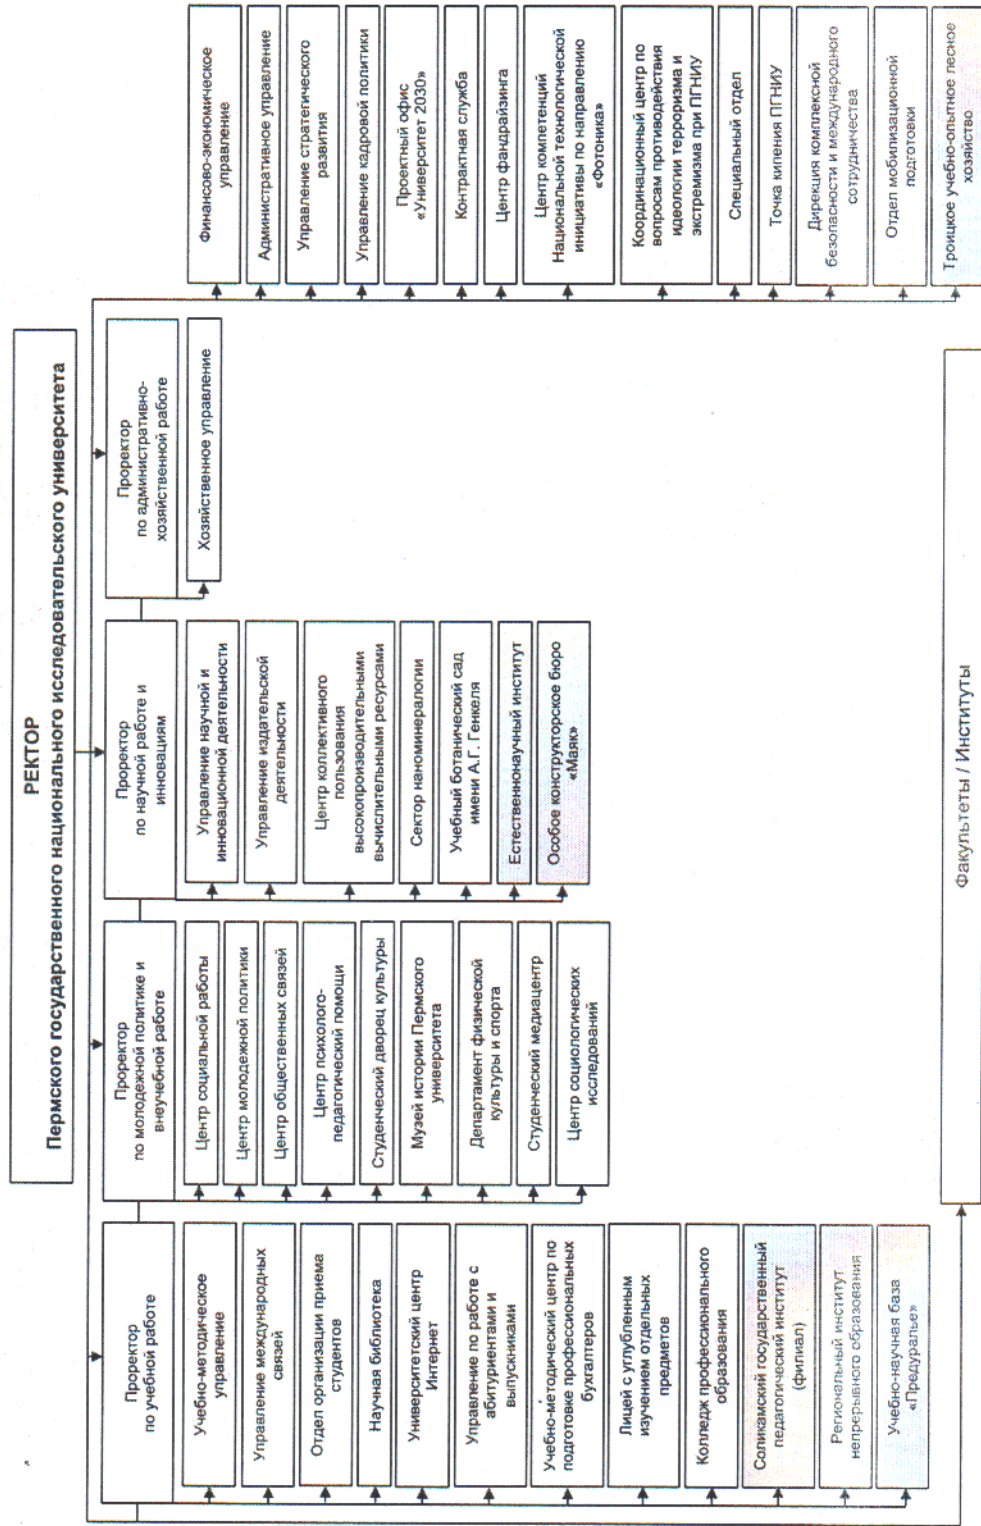 РЕКТОР
Пермского государственного национального исследовательского университета
Проректор
по учебной работе
Учебно-методическое
управление
Управление международных
связей
Отдел организации приема
студентов
Научная библиотека
Университетский центр
Интернет
Управление по работе с
абитуриентами и
выпускниками
Учебно-методический центр по
подготовке профессиональных
бухгалтеров
Лицей с углубленным
изучением отдельных
предметов
Колледж профессионального
образования
Соликамский государственный
педагогический институт
(филиал)
Региональный институт
непрерывного образования
Учебно-научная база
«Предуралье»
Проректор
по молодежной политике и
внеучебной работе
Центр социальной работы
Центр молодежной политики
Центр общественных связей
Центр психолого-
педагогический помощи
Студенческий дворец культуры
Музей истории Пермского
университета
Департамент физической
культуры и спорта
Студенческий медиацентр
Центр социологических
исследований
Проректор
по научной работе и
инновациям
Управление научной и
инновационной деятельности
Управление издательской
деятельности
Центр коллективного
пользования
высокопроизводительными
вычислительными ресурсами
Сектор наноминералогии
Учебный ботанический сад
имени А.Г. Генкеля
Естественнонаучный институт
Особое конструкторское бюро
«Маяк»
Проректор
по административно-
хозяйственной работе
Хозяйственное управление
Финансово-экономическое
управление
Административное управление
Управление стратегического
развития
Управление кадровой политики
Проектный офис
«Университет 2030»
Контрактная служба
Центр фандрайзинга
Центр компетенций
Национальной технологической
инициативы по направлению
«Фотоника»
Координационный центр по
вопросам противодействия
идеологии терроризма и
экстремизма при ПГНИУ
Специальный отдел
Точка кипения ПГНИУ
Дирекция комплексной
безопасности и международного
сотрудничества
Отдел мобилизационной
подготовки
Троицкое учебно-опытное лесное
хозяйство
Факультеты / Институты